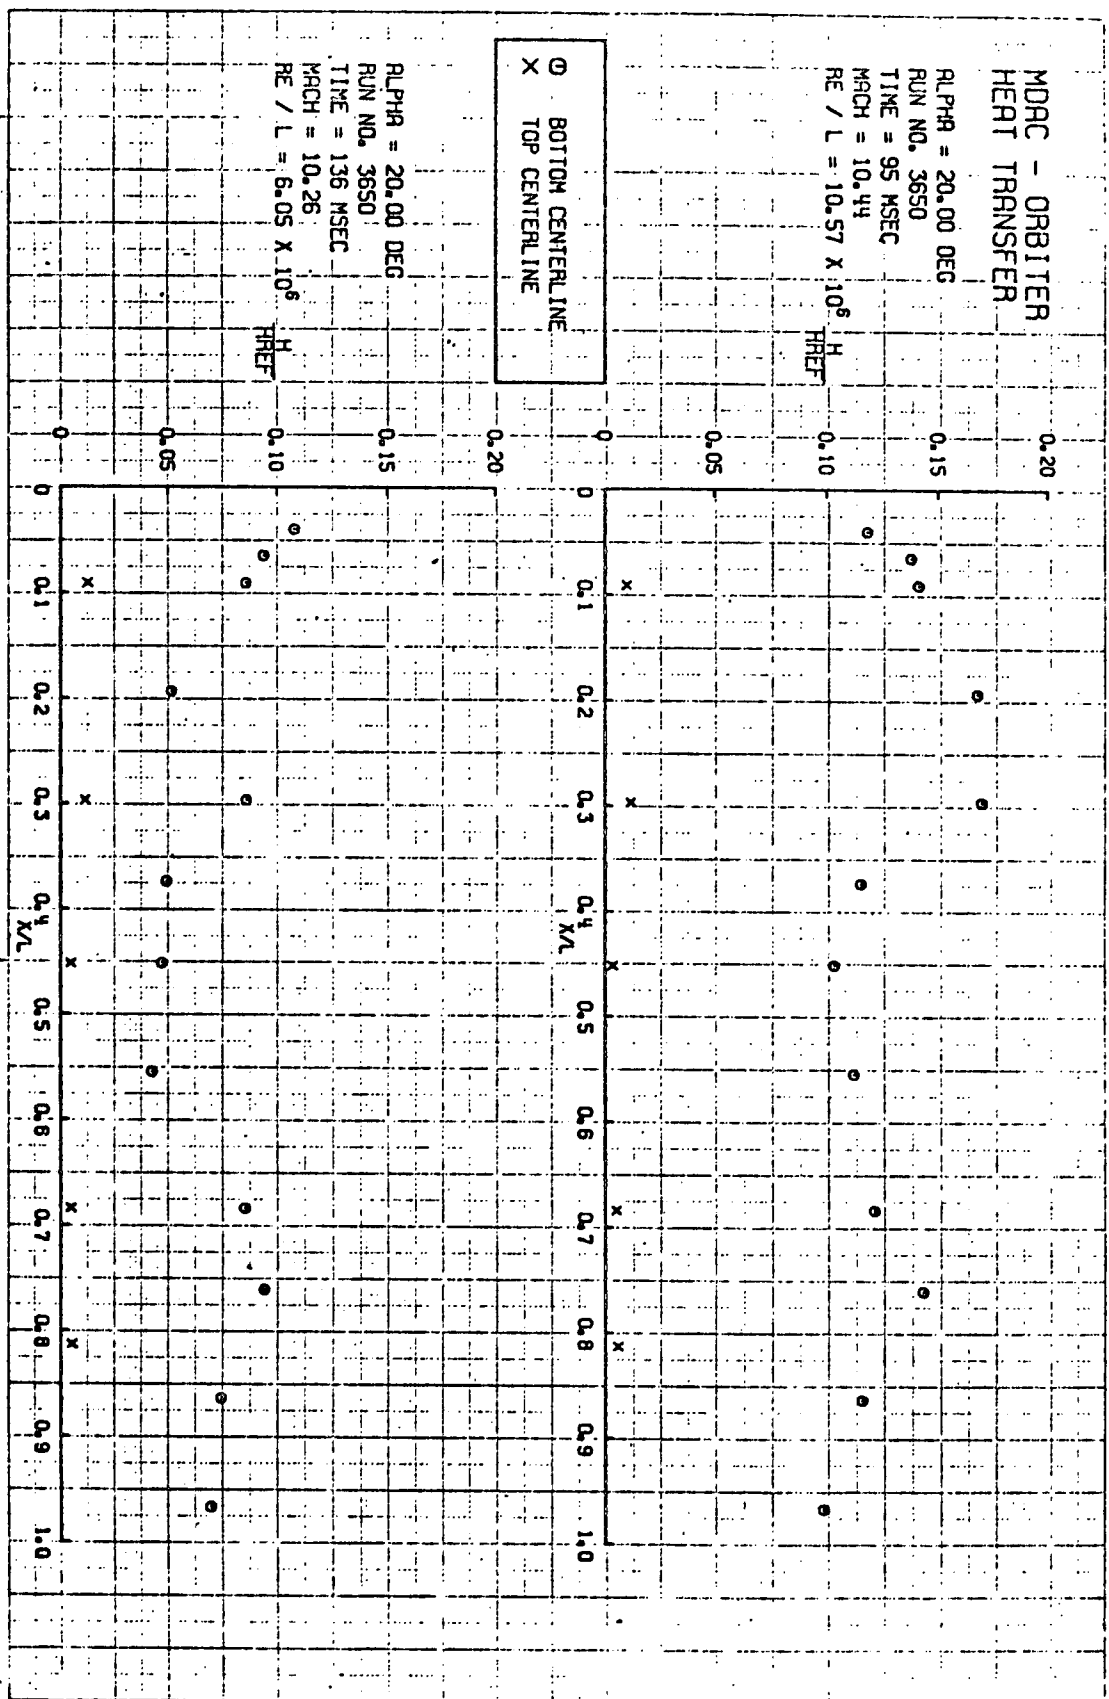 MDAC - ORBITER
HEAT TRANSFER
ALPHA = 20.00 DEG
RUN NO. 3650
TIME = 95 MSEC
MACH = 10.44
RE / L = 10.57 X 10⁶
H
HREF
0.20
0.15
0.10
0.05
0
0 0.1 0.2 0.3 0.4 0.5 0.6 0.7 0.8 0.9 1.0
X/L
BOTTOM CENTERLINE
X TOP CENTERLINE
ALPHA = 20.00 DEG
RUN NO. 3650
TIME = 136 MSEC
MACH = 10.26
RE / L = 6.05 X 10⁶
H
HREF
0.20
0.15
0.10
0.05
0
0 0.1 0.2 0.3 0.4 0.5 0.6 0.7 0.8 0.9 1.0
X/L